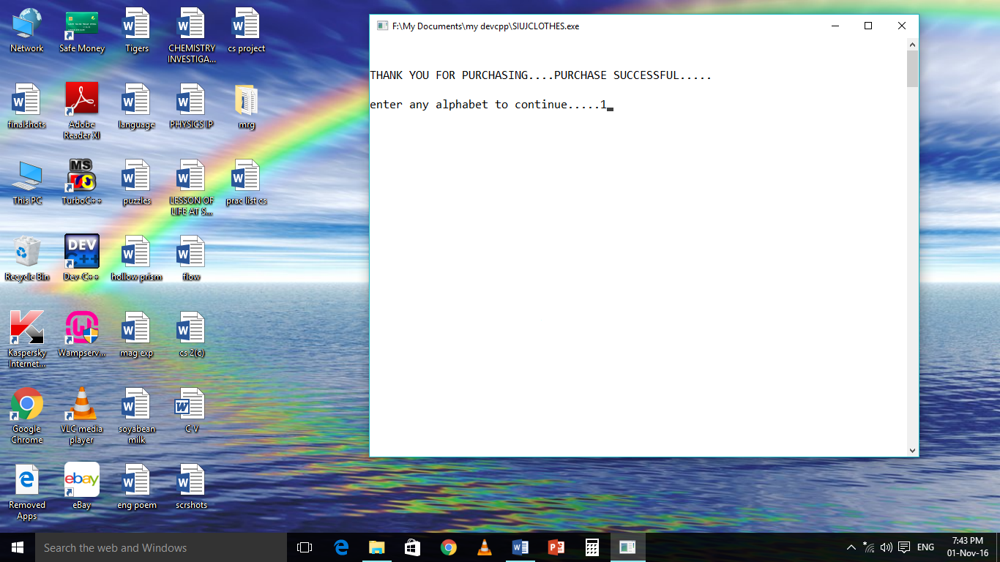 Network
Safe Money
Tigers
CHEMISTRY
INVESTIGA...
cs project
finalshots
Adobe
Reader XI
language
PHYSICS IP
mrg
This PC
MS
TurboC++
puzzles
LESSON OF
LIFE AT S...
prac list cs
Recycle Bin
DEV
C++
Dev-C++
hollow prism
flow
Kaspersky
Internet...
Wampserv...
mag exp
cs 2(c)
Google
Chrome
VLC media
player
soyabean
milk
C V
Removed
Apps
ebay
eBay
eng poem
scrshots
F:\My Documents\my devcpp\SIUJCLOTHES.exe
THANK YOU FOR PURCHASING....PURCHASE SUCCESSFUL.....
enter any alphabet to continue.....1
Search the web and Windows
ENG
7:43 PM
01-Nov-16